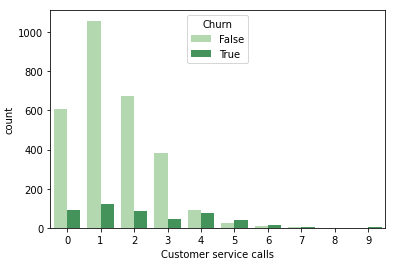 Churn
False
True
1000
800
600
400
200
0
count
0 1 2 3 4 5 6 7 8 9
Customer service calls